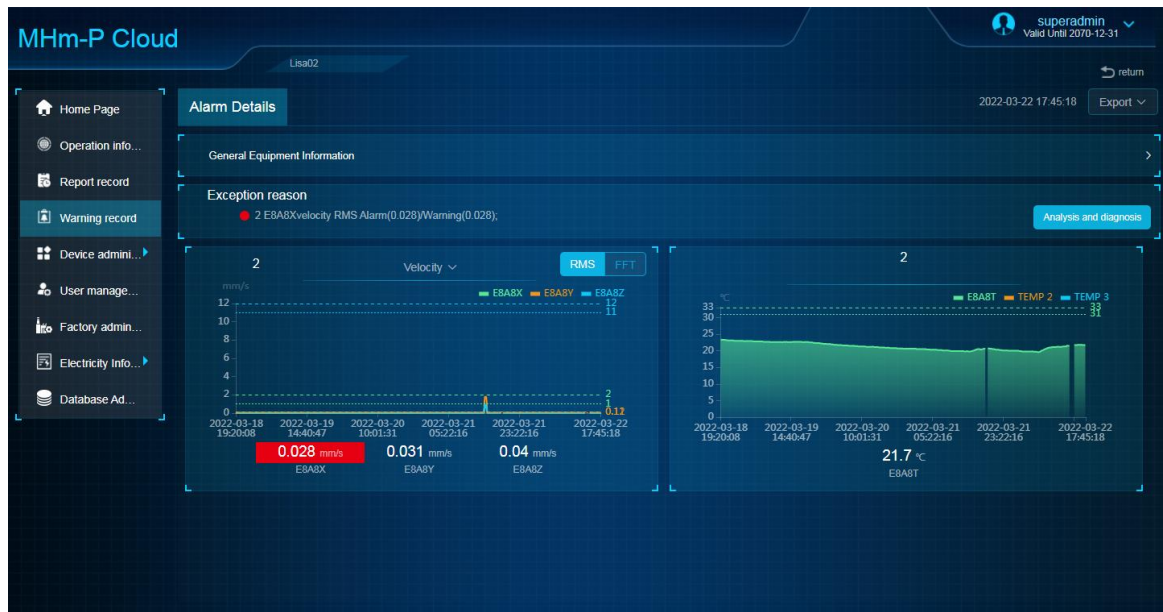 MHm-P Cloud
superadmin
Valid Until 2070-12-31
Lisa02
return
Home Page
Operation info...
Report record
Warning record
Device admini...
User manage...
Factory admin...
Electricity Info...
Database Ad...
Alarm Details
2022-03-22 17:45:18
Export
General Equipment Information
Exception reason
2 E8A8Xvelocity RMS Alarm(0.028)/Warning(0.028);
Analysis and diagnosis
2
Velocity
RMS FFT
mm/s
E8A8X E8A8Y E8A8Z
12
10
8
6
4
2
0
12
11
2
1
2022-03-18 19:20:08
2022-03-19 14:40:47
2022-03-20 10:01:31
2022-03-21 05:22:16
2022-03-21 23:22:16
2022-03-22 17:45:18
0.028 mm/s
E8A8X
0.031 mm/s
E8A8Y
0.04 mm/s
E8A8Z
2
℃
E8A8T TEMP 2 TEMP 3
33
30
25
20
15
10
5
0
33
31
2022-03-18 19:20:08
2022-03-19 14:40:47
2022-03-20 10:01:31
2022-03-21 05:22:16
2022-03-21 23:22:16
2022-03-22 17:45:18
21.7 ℃
E8A8T